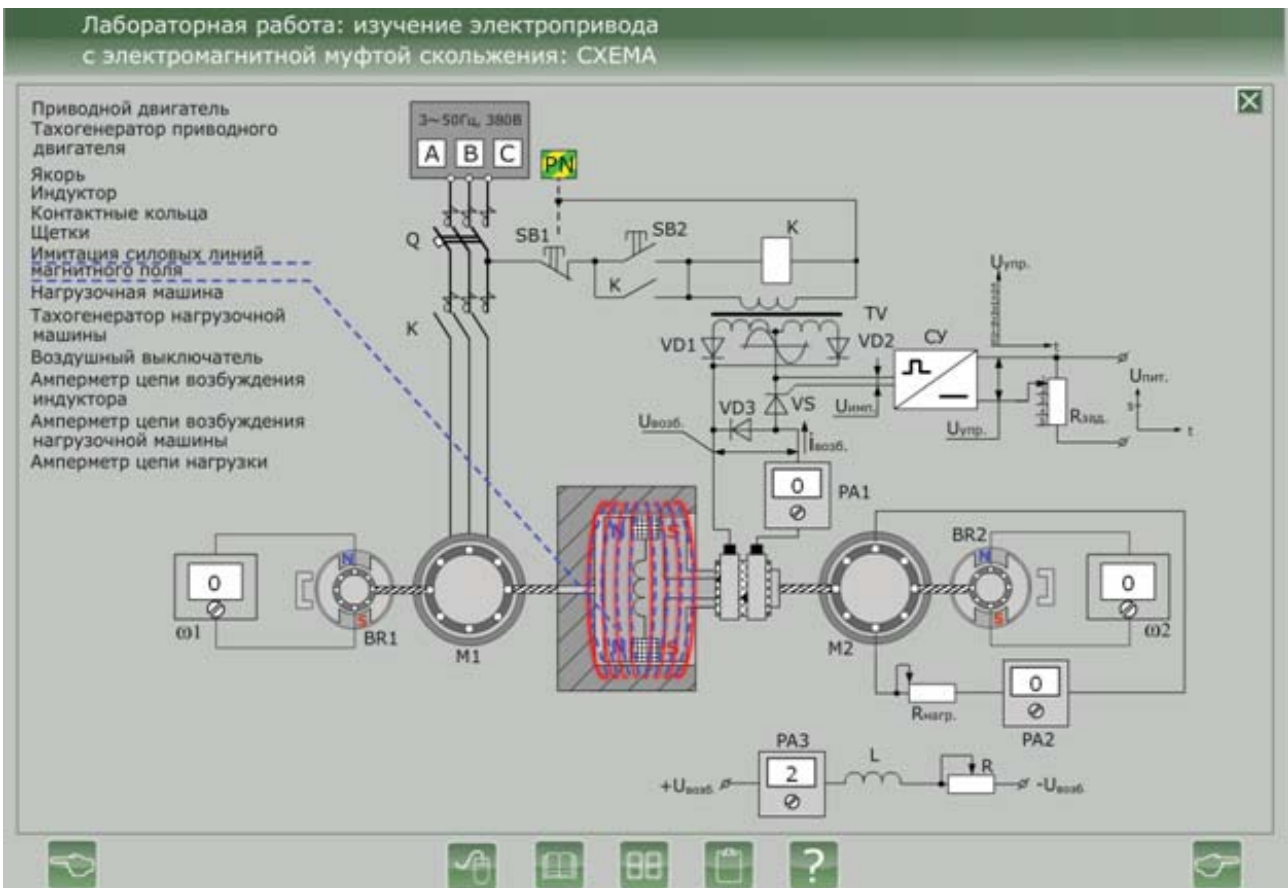 Лабораторная работа: изучение электропривода
с электромагнитной муфтой скольжения: СХЕМА
Приводной двигатель
Тахогенератор приводного
двигателя
Якорь
Индуктор
Контактные кольца
Щетки
Имитация силовых линий
магнитного поля
Нагрузочная машина
Тахогенератор нагрузочной
машины
Воздушный выключатель
Амперметр цепи возбуждения
индуктора
Амперметр цепи возбуждения
нагрузочной машины
Амперметр цепи нагрузки
3~50Гц, 380В
A B C
PN
Q
SB1
SB2
K
K
K
TV
VD1
VD2
СУ
Uупр.
t
Uпит.
t
Rзад.
Uимп.
Uупр.
VD3
VS
Uвозб.
iвозб.
0
PA1
N S
N S
0
ω1
N
S
BR1
M1
M2
BR2
N
S
0
ω2
Rнагр.
0
PA2
PA3
2
L
R
+Uвозб.
-Uвозб.
?